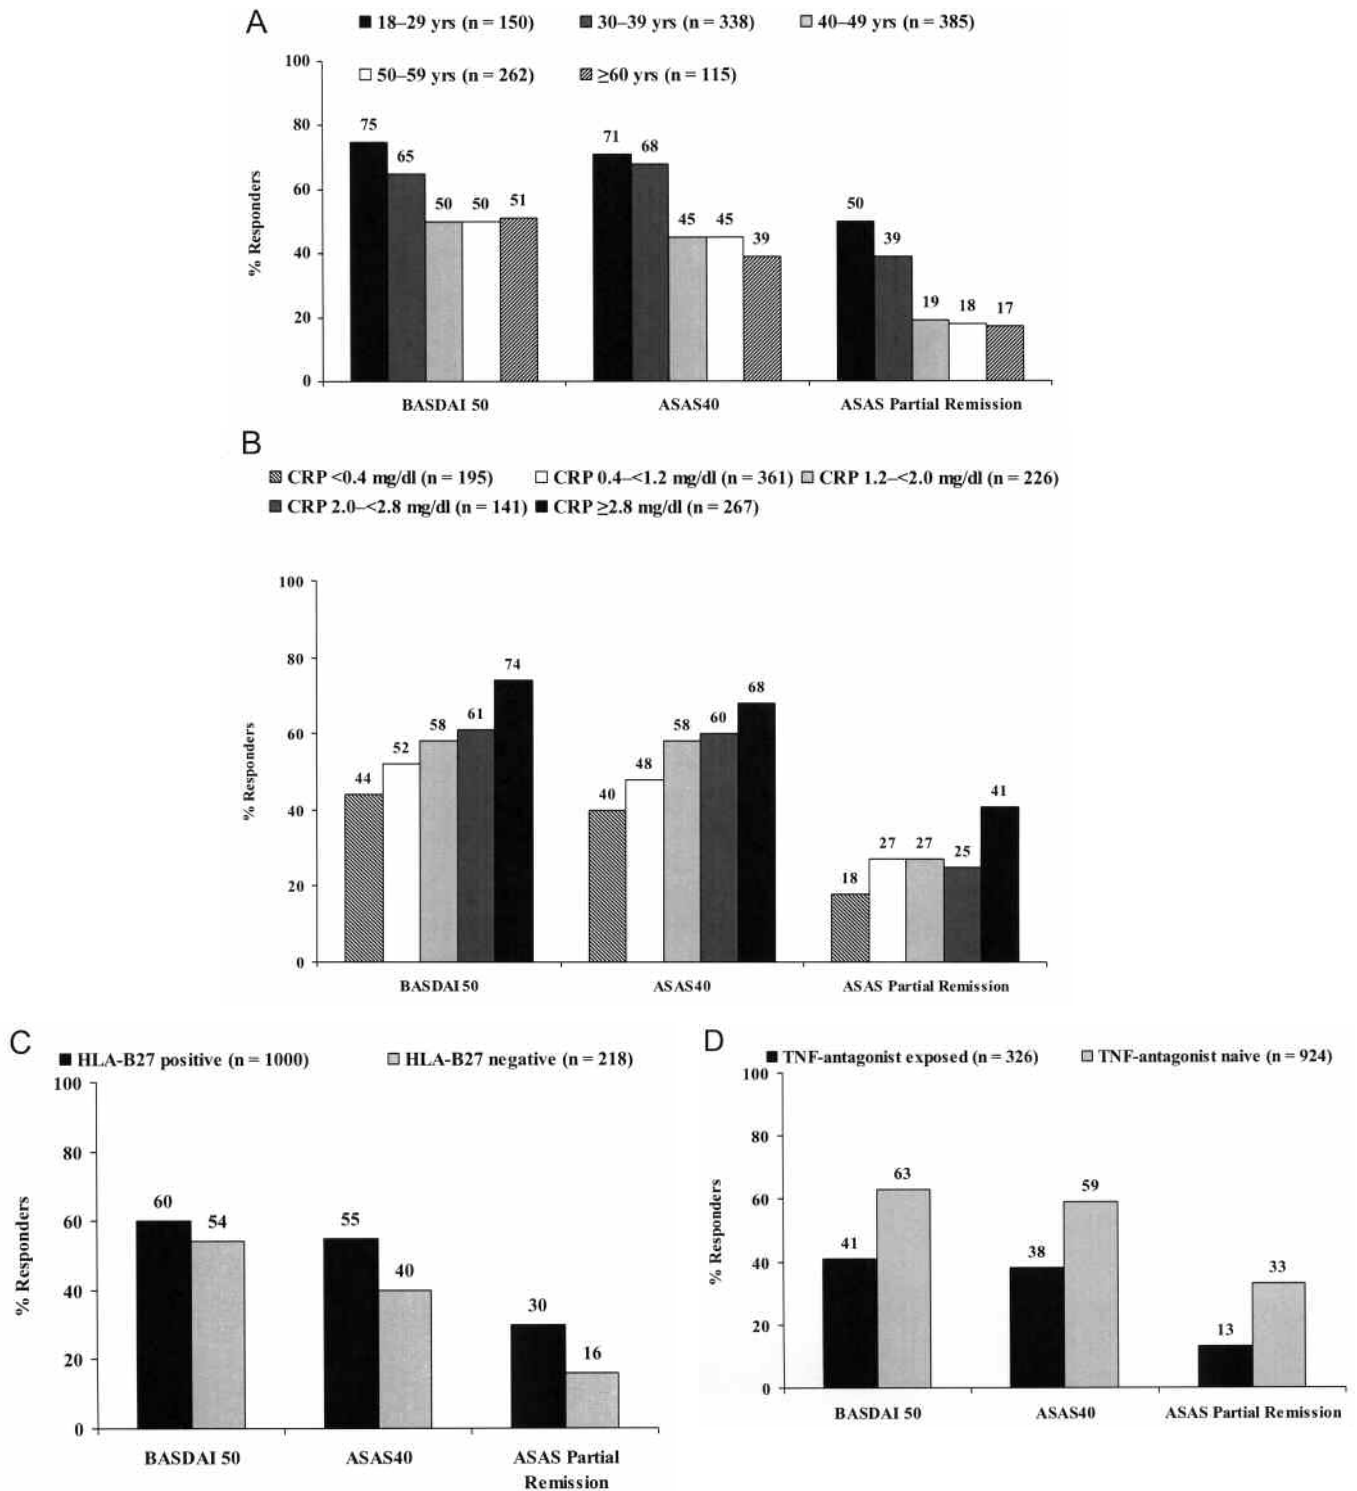 A
18–29 yrs (n = 150) 30–39 yrs (n = 338) 40–49 yrs (n = 385)
50–59 yrs (n = 262) ≥60 yrs (n = 115)
% Responders
100
80
60
40
20
0
75 65 50 50 51
71 68 45 45 39
50 39 19 18 17
BASDAI 50 ASAS40 ASAS Partial Remission
B
CRP <0.4 mg/dl (n = 195) CRP 0.4–<1.2 mg/dl (n = 361) CRP 1.2–<2.0 mg/dl (n = 226)
CRP 2.0–<2.8 mg/dl (n = 141) CRP ≥2.8 mg/dl (n = 267)
% Responders
100
80
60
40
20
0
44 52 58 61 74
40 48 58 60 68
18 27 27 25 41
BASDAI 50 ASAS40 ASAS Partial Remission
C
HLA-B27 positive (n = 1000) HLA-B27 negative (n = 218)
% Responders
100
80
60
40
20
0
60 54
55 40
30 16
BASDAI 50 ASAS40 ASAS Partial
Remission
D
TNF-antagonist exposed (n = 326) TNF-antagonist naive (n = 924)
% Responders
100
80
60
40
20
0
41 63
38 59
13 33
BASDAI 50 ASAS40 ASAS Partial Remission